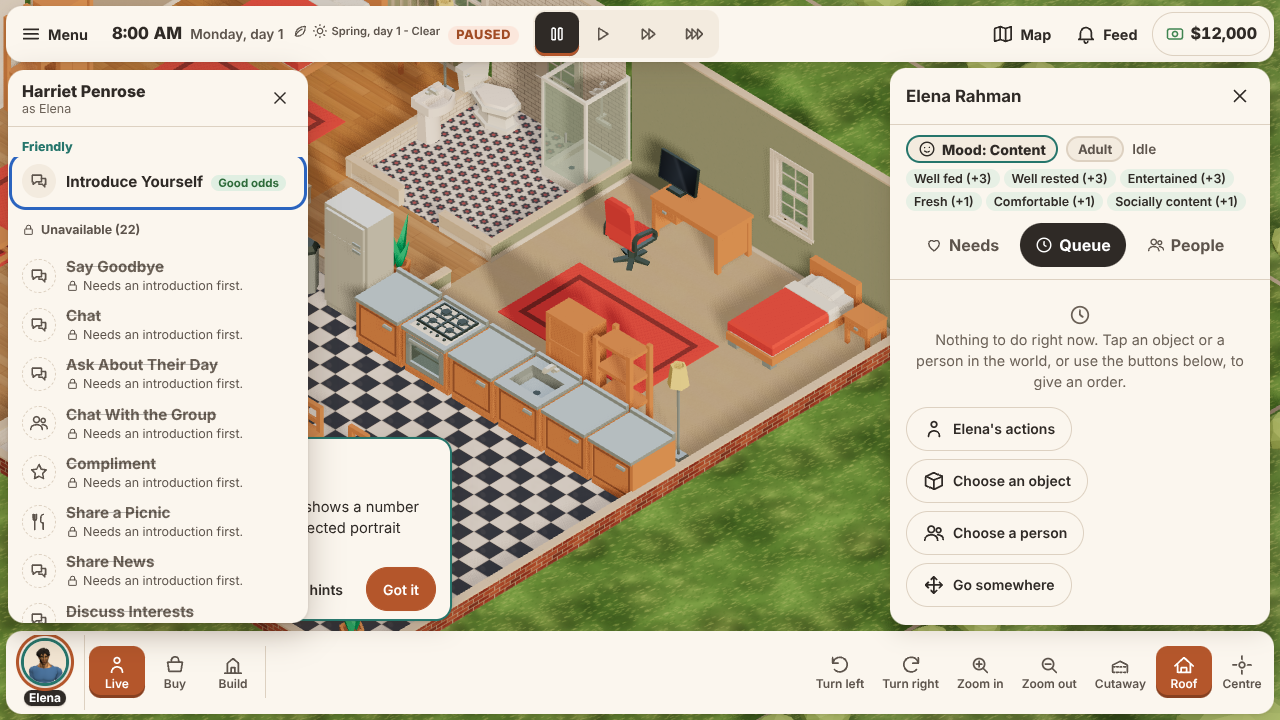 Menu
8:00 AM Monday, day 1 Spring, day 1 - Clear PAUSED
Map Feed $12,000
Harriet Penrose
as Elena
Friendly
Introduce Yourself Good odds
Unavailable (22)
Say Goodbye
Needs an introduction first.
Chat
Needs an introduction first.
Ask About Their Day
Needs an introduction first.
Chat With the Group
Needs an introduction first.
Compliment
Needs an introduction first.
Share a Picnic
Needs an introduction first.
Share News
Needs an introduction first.
Discuss Interests
shows a number
ected portrait
hints Got it
Elena Rahman
Mood: Content Adult Idle
Well fed (+3) Well rested (+3) Entertained (+3)
Fresh (+1) Comfortable (+1) Socially content (+1)
Needs Queue People
Nothing to do right now. Tap an object or a
person in the world, or use the buttons below, to
give an order.
Elena's actions
Choose an object
Choose a person
Go somewhere
Elena
Live Buy Build
Turn left Turn right Zoom in Zoom out Cutaway Roof Centre